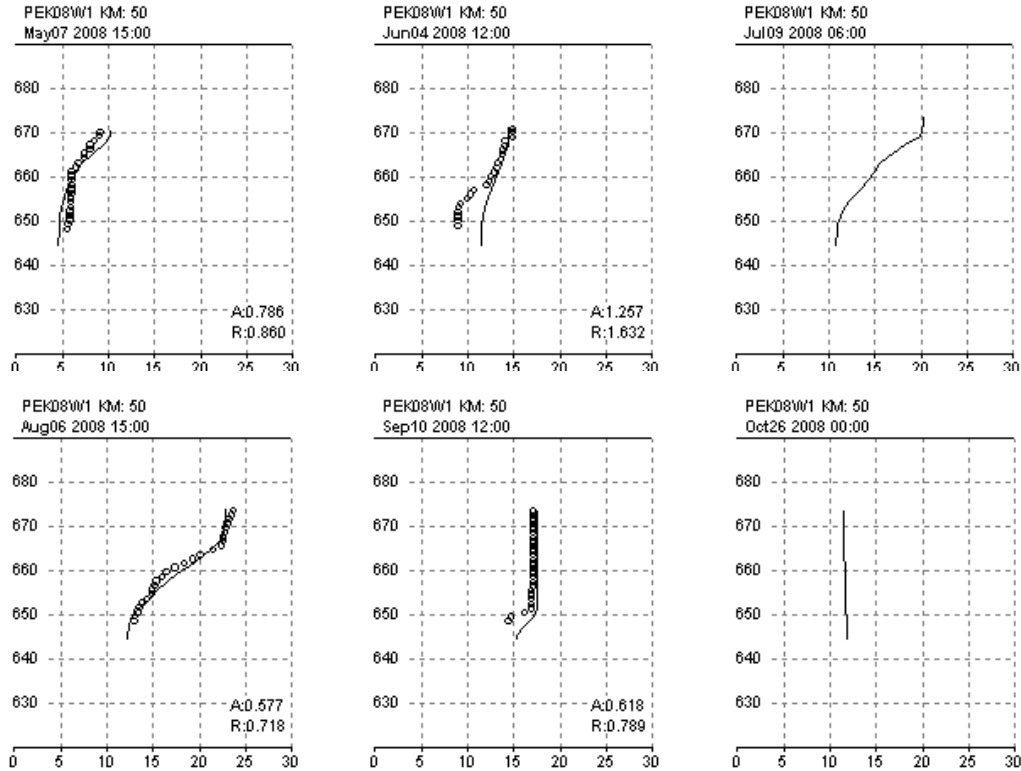 PEK08W1 KM: 50
May07 2008 15:00
680
670
660
650
640
630
A:0.786
R:0.860
0 5 10 15 20 25 30
PEK08W1 KM: 50
Jun04 2008 12:00
680
670
660
650
640
630
A:1.257
R:1.632
0 5 10 15 20 25 30
PEK08W1 KM: 50
Jul09 2008 06:00
680
670
660
650
640
630
0 5 10 15 20 25 30
PEK08W1 KM: 50
Aug06 2008 15:00
680
670
660
650
640
630
A:0.577
R:0.718
0 5 10 15 20 25 30
PEK08W1 KM: 50
Sep10 2008 12:00
680
670
660
650
640
630
A:0.618
R:0.789
0 5 10 15 20 25 30
PEK08W1 KM: 50
Oct26 2008 00:00
680
670
660
650
640
630
0 5 10 15 20 25 30